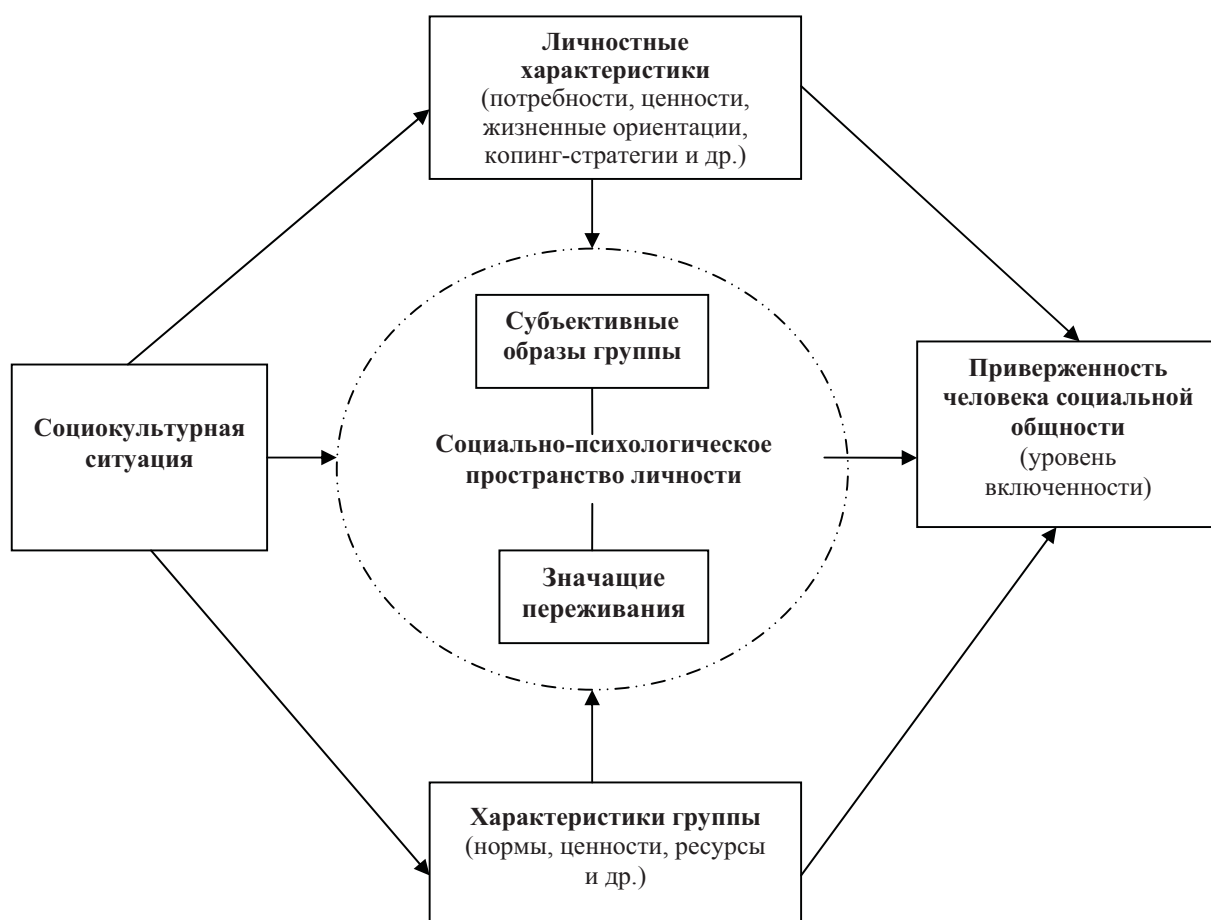 Личностные
характеристики
(потребности, ценности,
жизненные ориентации,
копинг-стратегии и др.)
Субъективные
образы группы
Социокультурная
ситуация
Социально-психологическое
пространство личности
Приверженность
человека социальной
общности
(уровень
включенности)
Значащие
переживания
Характеристики группы
(нормы, ценности, ресурсы
и др.)